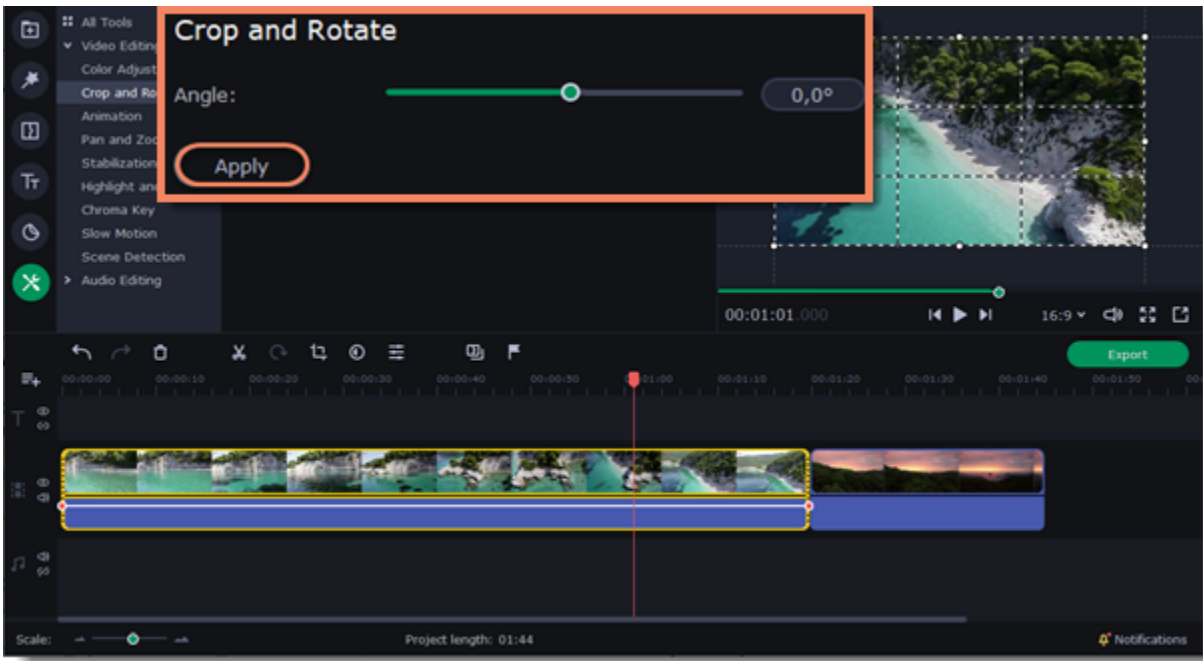 All Tools
Video Editing
Color Adjust
Crop and Ro
Animation
Pan and Zoo
Stabilization
Highlight and
Chroma Key
Slow Motion
Scene Detection
Audio Editing
Crop and Rotate
Angle:
0,0°
Apply
00:01:01.000
16:9
Export
00:00:00 00:00:10 00:00:20 00:00:30 00:00:40 00:00:50 00:01:00 00:01:10 00:01:20 00:01:30 00:01:40 00:01:50 00:
Scale:
Project length: 01:44
Notifications